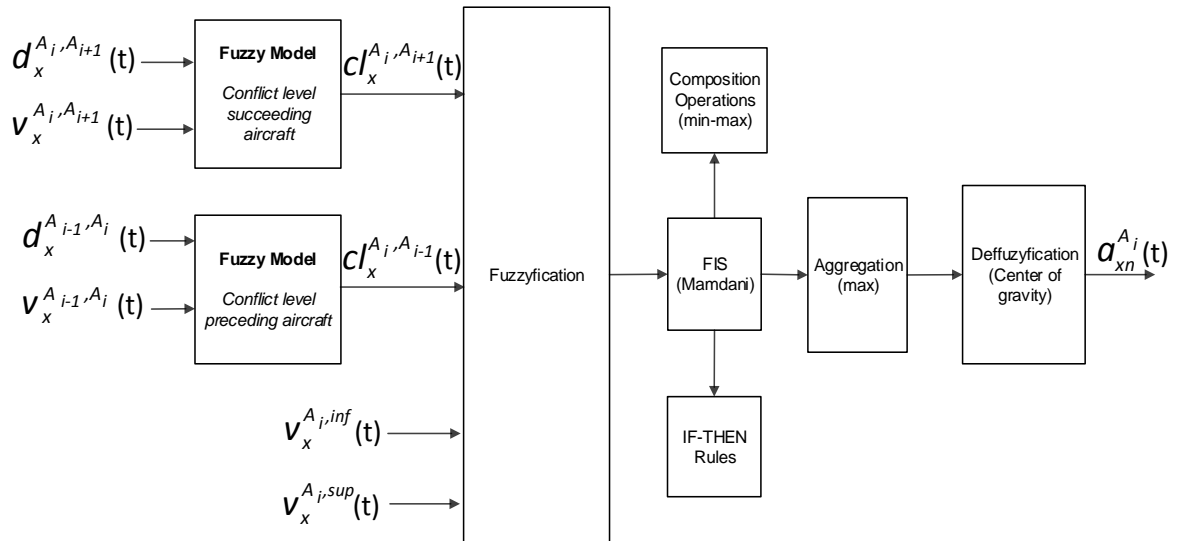 d_x^{A_i,A_{i+1}}(t)
v_x^{A_i,A_{i+1}}(t)
Fuzzy Model
Conflict level
succeeding
aircraft
cl_x^{A_i,A_{i+1}}(t)
d_x^{A_{i-1},A_i}(t)
v_x^{A_{i-1},A_i}(t)
Fuzzy Model
Conflict level
preceding aircraft
cl_x^{A_i,A_{i-1}}(t)
v_x^{A_i,inf}(t)
v_x^{A_i,sup}(t)
Fuzzyfication
Composition
Operations
(min-max)
FIS
(Mamdani)
IF-THEN
Rules
Aggregation
(max)
Deffuzyfication
(Center of
gravity)
a_{xn}^{A_i}(t)